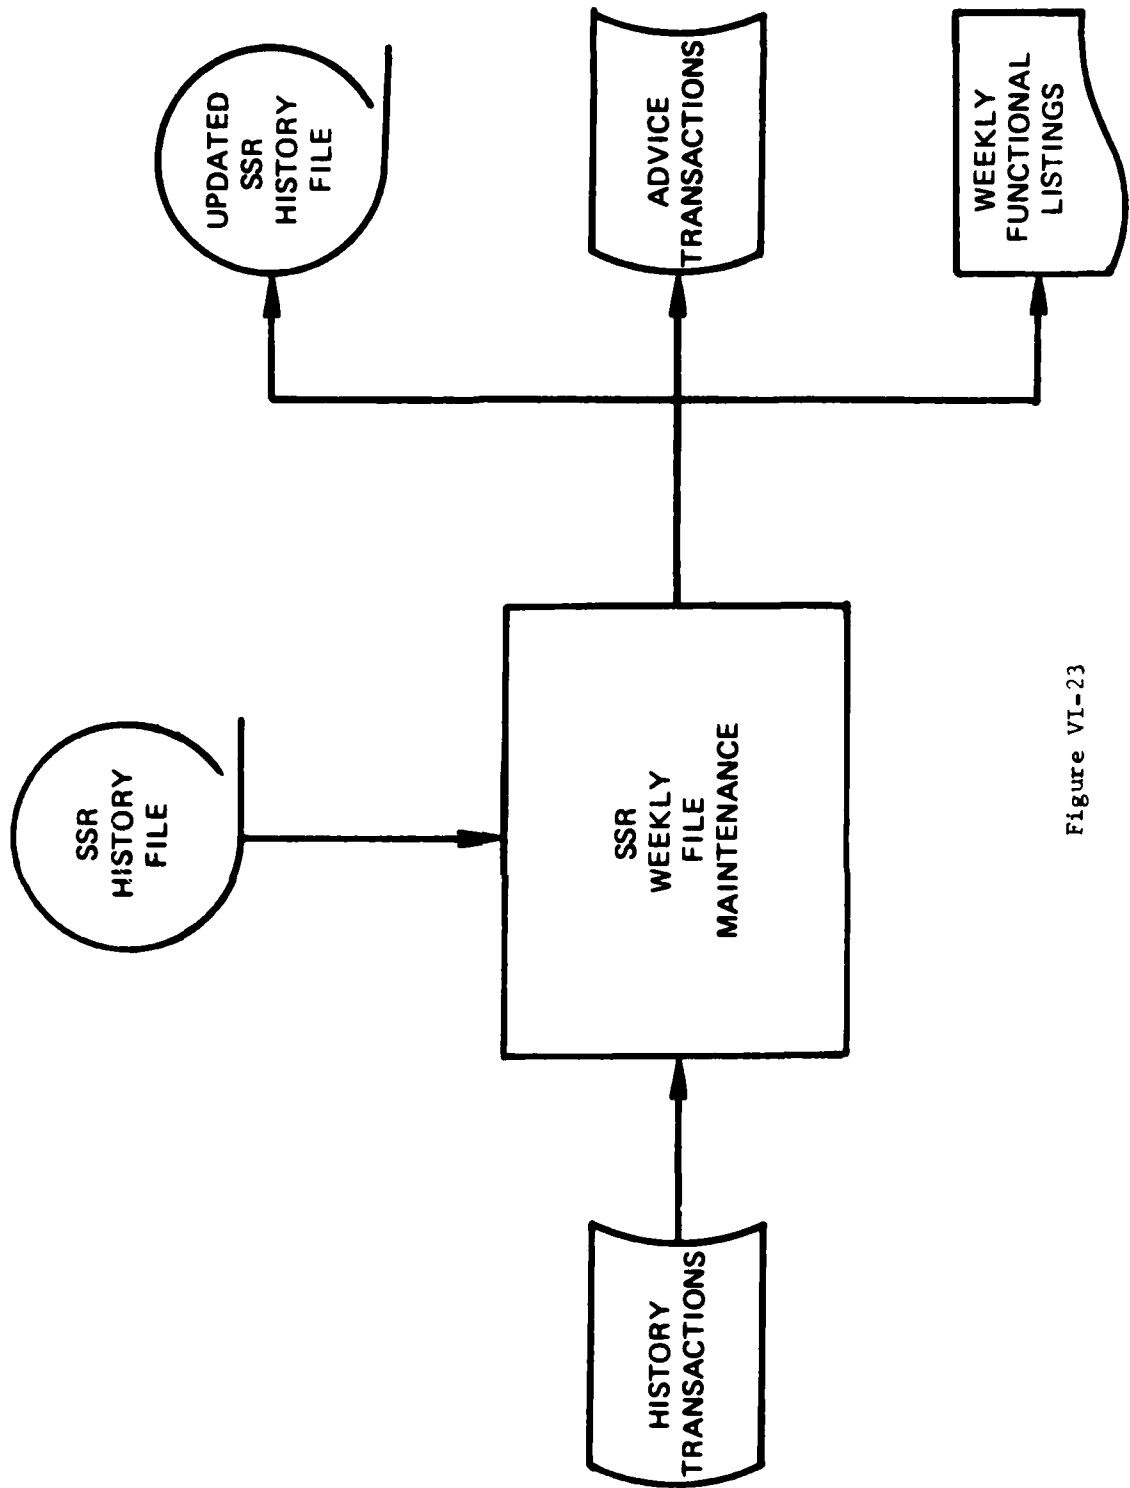 SSR
HISTORY
FILE
HISTORY
TRANSACTIONS
SSR
WEEKLY
FILE
MAINTENANCE
UPDATED
SSR
HISTORY
FILE
ADVICE
TRANSACTIONS
WEEKLY
FUNCTIONAL
LISTINGS
Figure VI-23